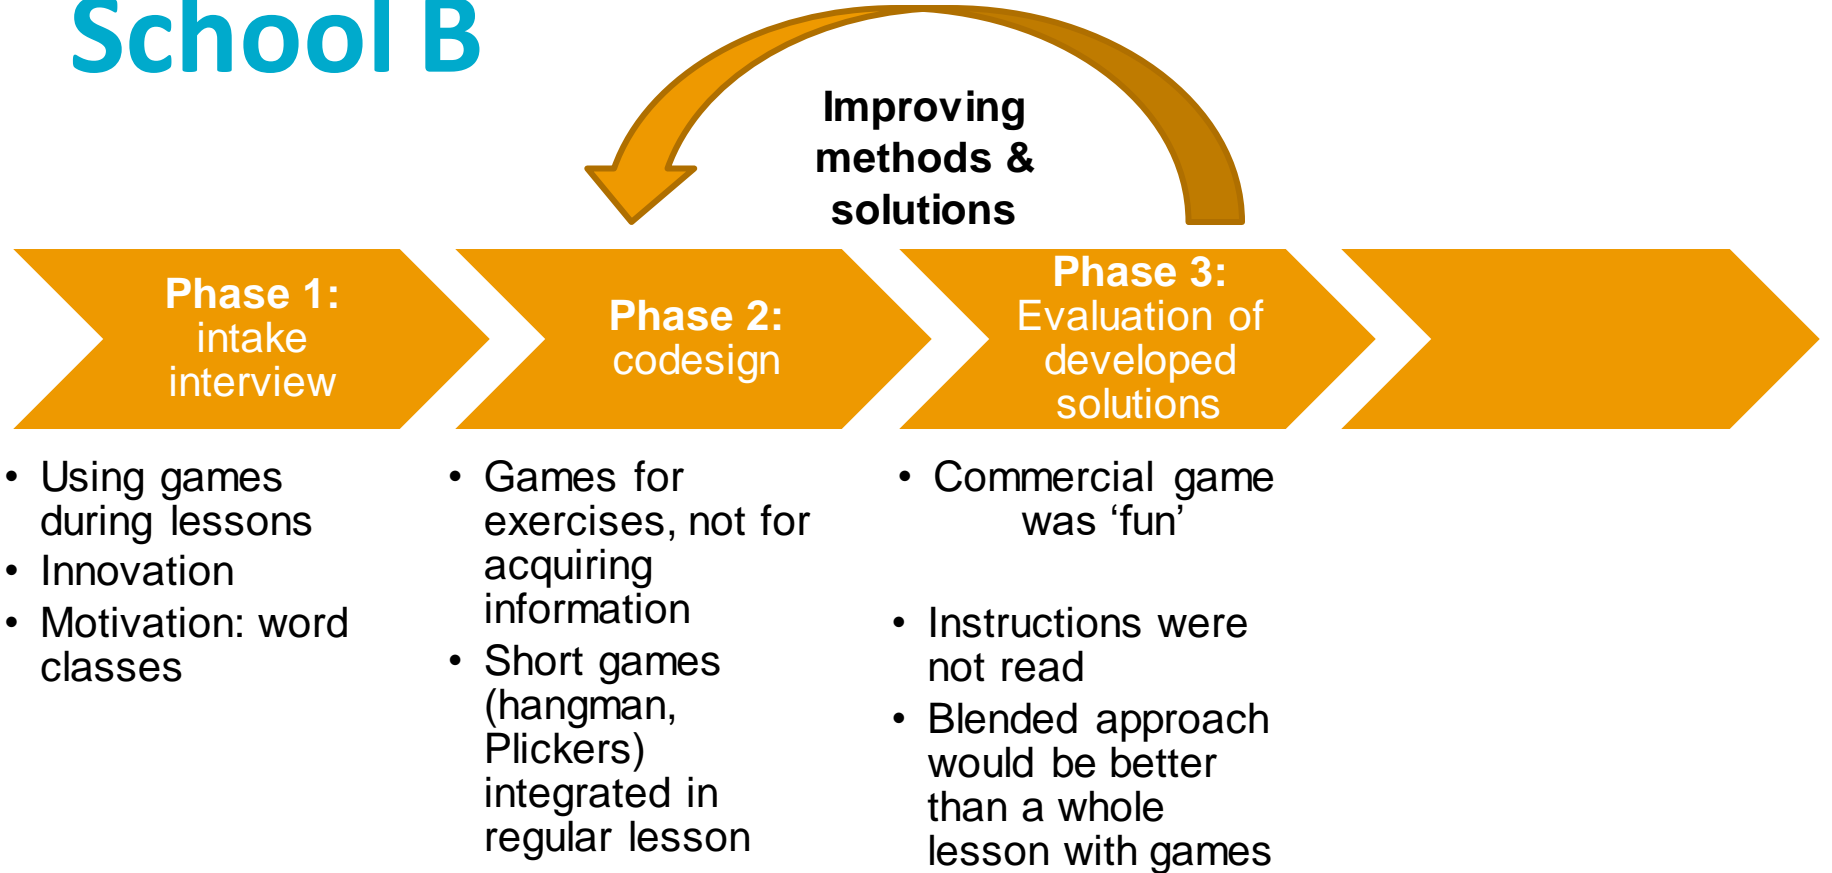 School B
Improving
methods &
solutions
Phase 1:
intake
interview
Phase 2:
codesign
Phase 3:
Evaluation of
developed
solutions
• Using games
during lessons
• Innovation
• Motivation: word
classes
• Games for
exercises, not for
acquiring
information
• Short games
(hangman,
Plickers)
integrated in
regular lesson
• Commercial game
was ‘fun’
• Instructions were
not read
• Blended approach
would be better
than a whole
lesson with games